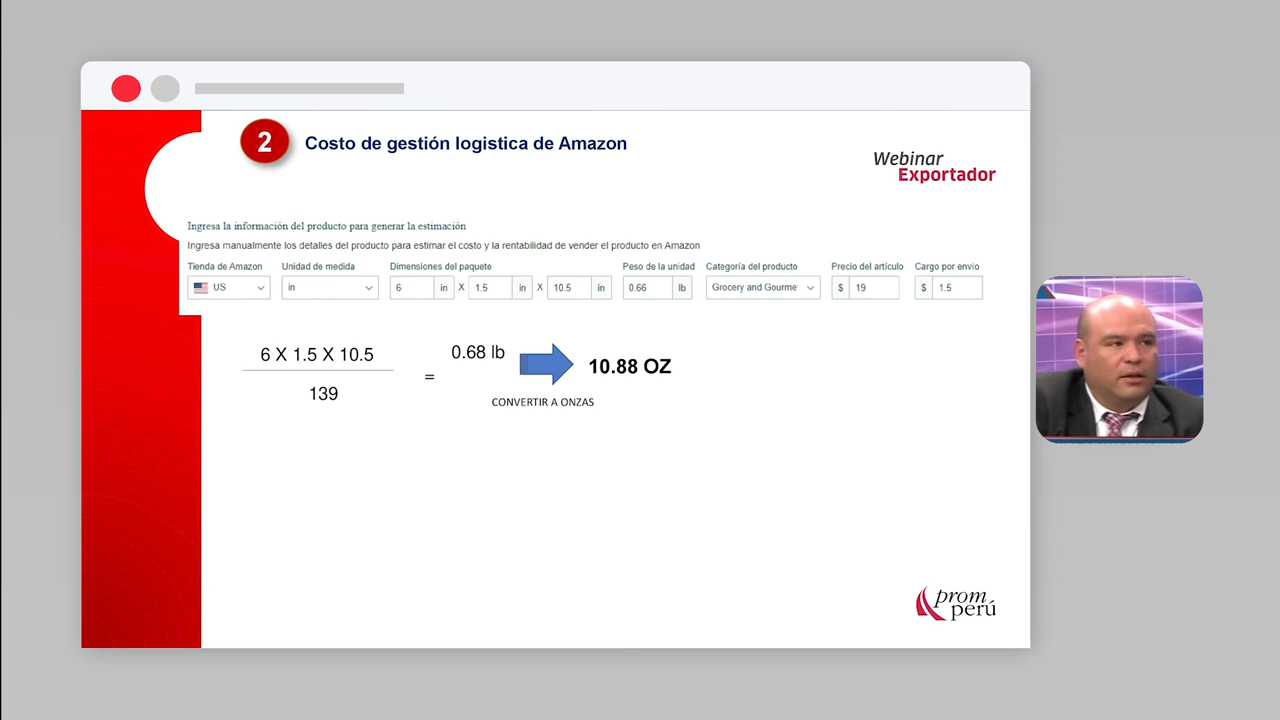 2
Costo de gestión logistica de Amazon
Webinar
Exportador
Ingresa la información del producto para generar la estimación
Ingresa manualmente los detalles del producto para estimar el costo y la rentabilidad de vender el producto en Amazon
Tienda de Amazon Unidad de medida Dimensiones del paquete Peso de la unidad Categoría del producto Precio del artículo Cargo por envío
US in 6 in X 1.5 in X 10.5 in 0.66 lb Grocery and Gourme $ 19 $ 1.5
6 X 1.5 X 10.5
139
=
0.68 lb
CONVERTIR A ONZAS
10.88 OZ
prom
perú